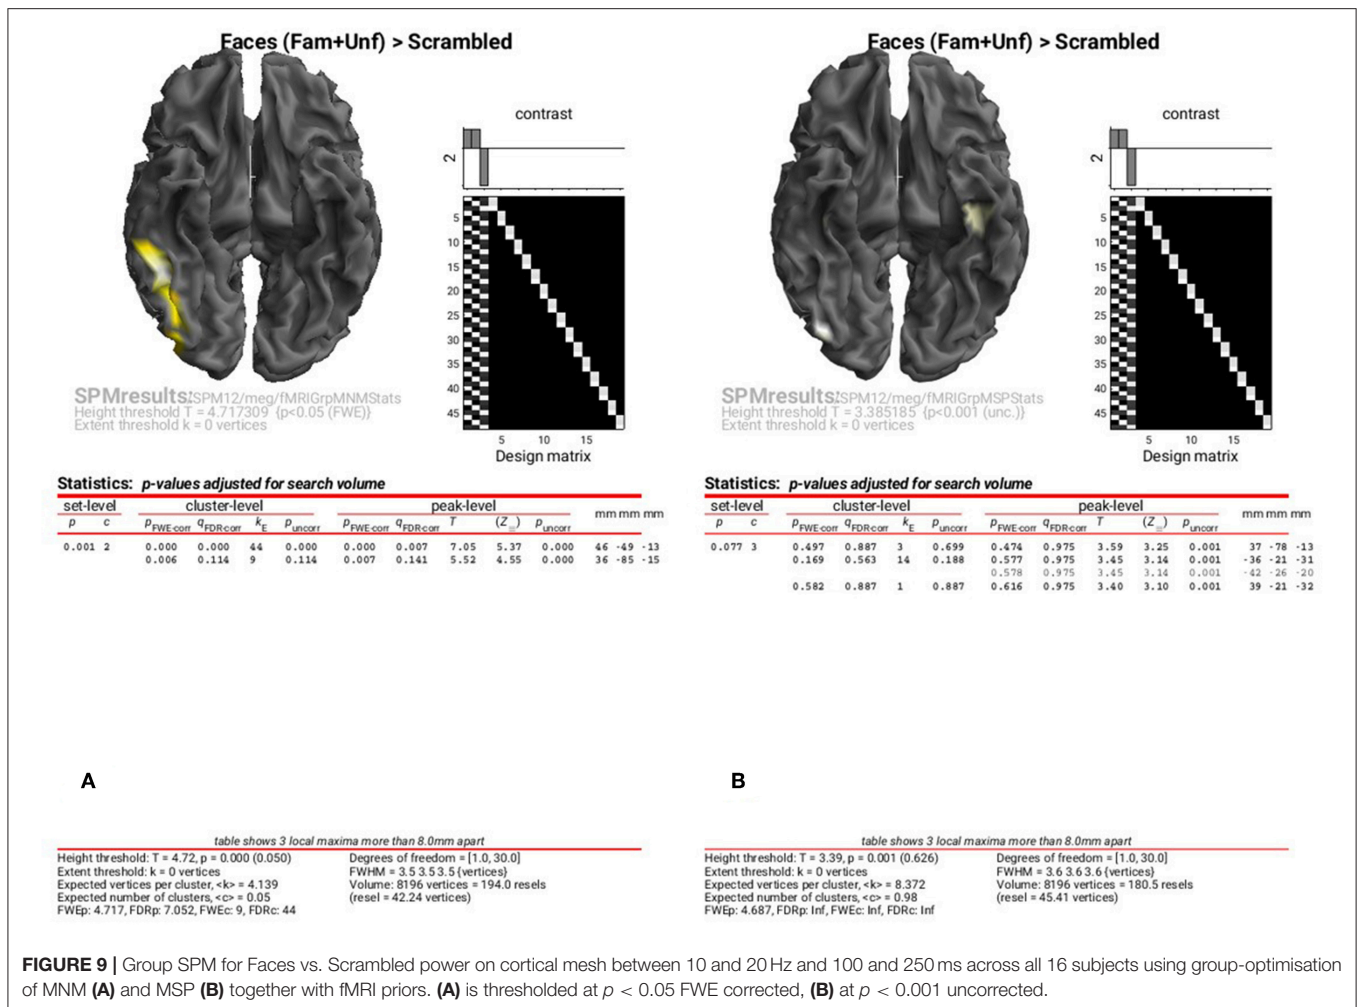 Faces (Fam+Unf) > Scrambled
contrast
2
5
10
15
20
25
30
35
40
45
5 10 15
Design matrix
SPMresults: ./SPM12/meg/fMRIGrpMNMStats
Height threshold T = 4.717309 {p<0.05 (FWE)}
Extent threshold k = 0 vertices
Statistics: p-values adjusted for search volume
set-level cluster-level peak-level mm mm mm
p c pFWE-corr qFDR-corr kE puncorr pFWE-corr qFDR-corr T (Z≡) puncorr
0.001 2 0.000 0.000 44 0.000 0.000 0.007 7.05 5.37 0.000 46 -49 -13
0.006 0.114 9 0.114 0.007 0.141 5.52 4.55 0.000 36 -85 -15
A
table shows 3 local maxima more than 8.0mm apart
Height threshold: T = 4.72, p = 0.000 (0.050)
Extent threshold: k = 0 vertices
Expected vertices per cluster, <k> = 4.139
Expected number of clusters, <c> = 0.05
FWEp: 4.717, FDRp: 7.052, FWEc: 9, FDRc: 44
Degrees of freedom = [1.0, 30.0]
FWHM = 3.5 3.5 3.5 {vertices}
Volume: 8196 vertices = 194.0 resels
(resel = 42.24 vertices)
Faces (Fam+Unf) > Scrambled
contrast
2
5
10
15
20
25
30
35
40
45
5 10 15
Design matrix
SPMresults: ./SPM12/meg/fMRIGrpMSPStats
Height threshold T = 3.385185 {p<0.001 (unc.)}
Extent threshold k = 0 vertices
Statistics: p-values adjusted for search volume
set-level cluster-level peak-level mm mm mm
p c pFWE-corr qFDR-corr kE puncorr pFWE-corr qFDR-corr T (Z≡) puncorr
0.077 3 0.497 0.887 3 0.699 0.474 0.975 3.59 3.25 0.001 37 -78 -13
0.169 0.563 14 0.188 0.577 0.975 3.45 3.14 0.001 -36 -21 -31
0.578 0.975 3.45 3.14 0.001 -42 -26 -20
0.582 0.887 1 0.887 0.616 0.975 3.40 3.10 0.001 39 -21 -32
B
table shows 3 local maxima more than 8.0mm apart
Height threshold: T = 3.39, p = 0.001 (0.626)
Extent threshold: k = 0 vertices
Expected vertices per cluster, <k> = 8.372
Expected number of clusters, <c> = 0.98
FWEp: 4.687, FDRp: Inf, FWEc: Inf, FDRc: Inf
Degrees of freedom = [1.0, 30.0]
FWHM = 3.6 3.6 3.6 {vertices}
Volume: 8196 vertices = 180.5 resels
(resel = 45.41 vertices)
FIGURE 9 | Group SPM for Faces vs. Scrambled power on cortical mesh between 10 and 20 Hz and 100 and 250 ms across all 16 subjects using group-optimisation
of MNM (A) and MSP (B) together with fMRI priors. (A) is thresholded at p < 0.05 FWE corrected, (B) at p < 0.001 uncorrected.